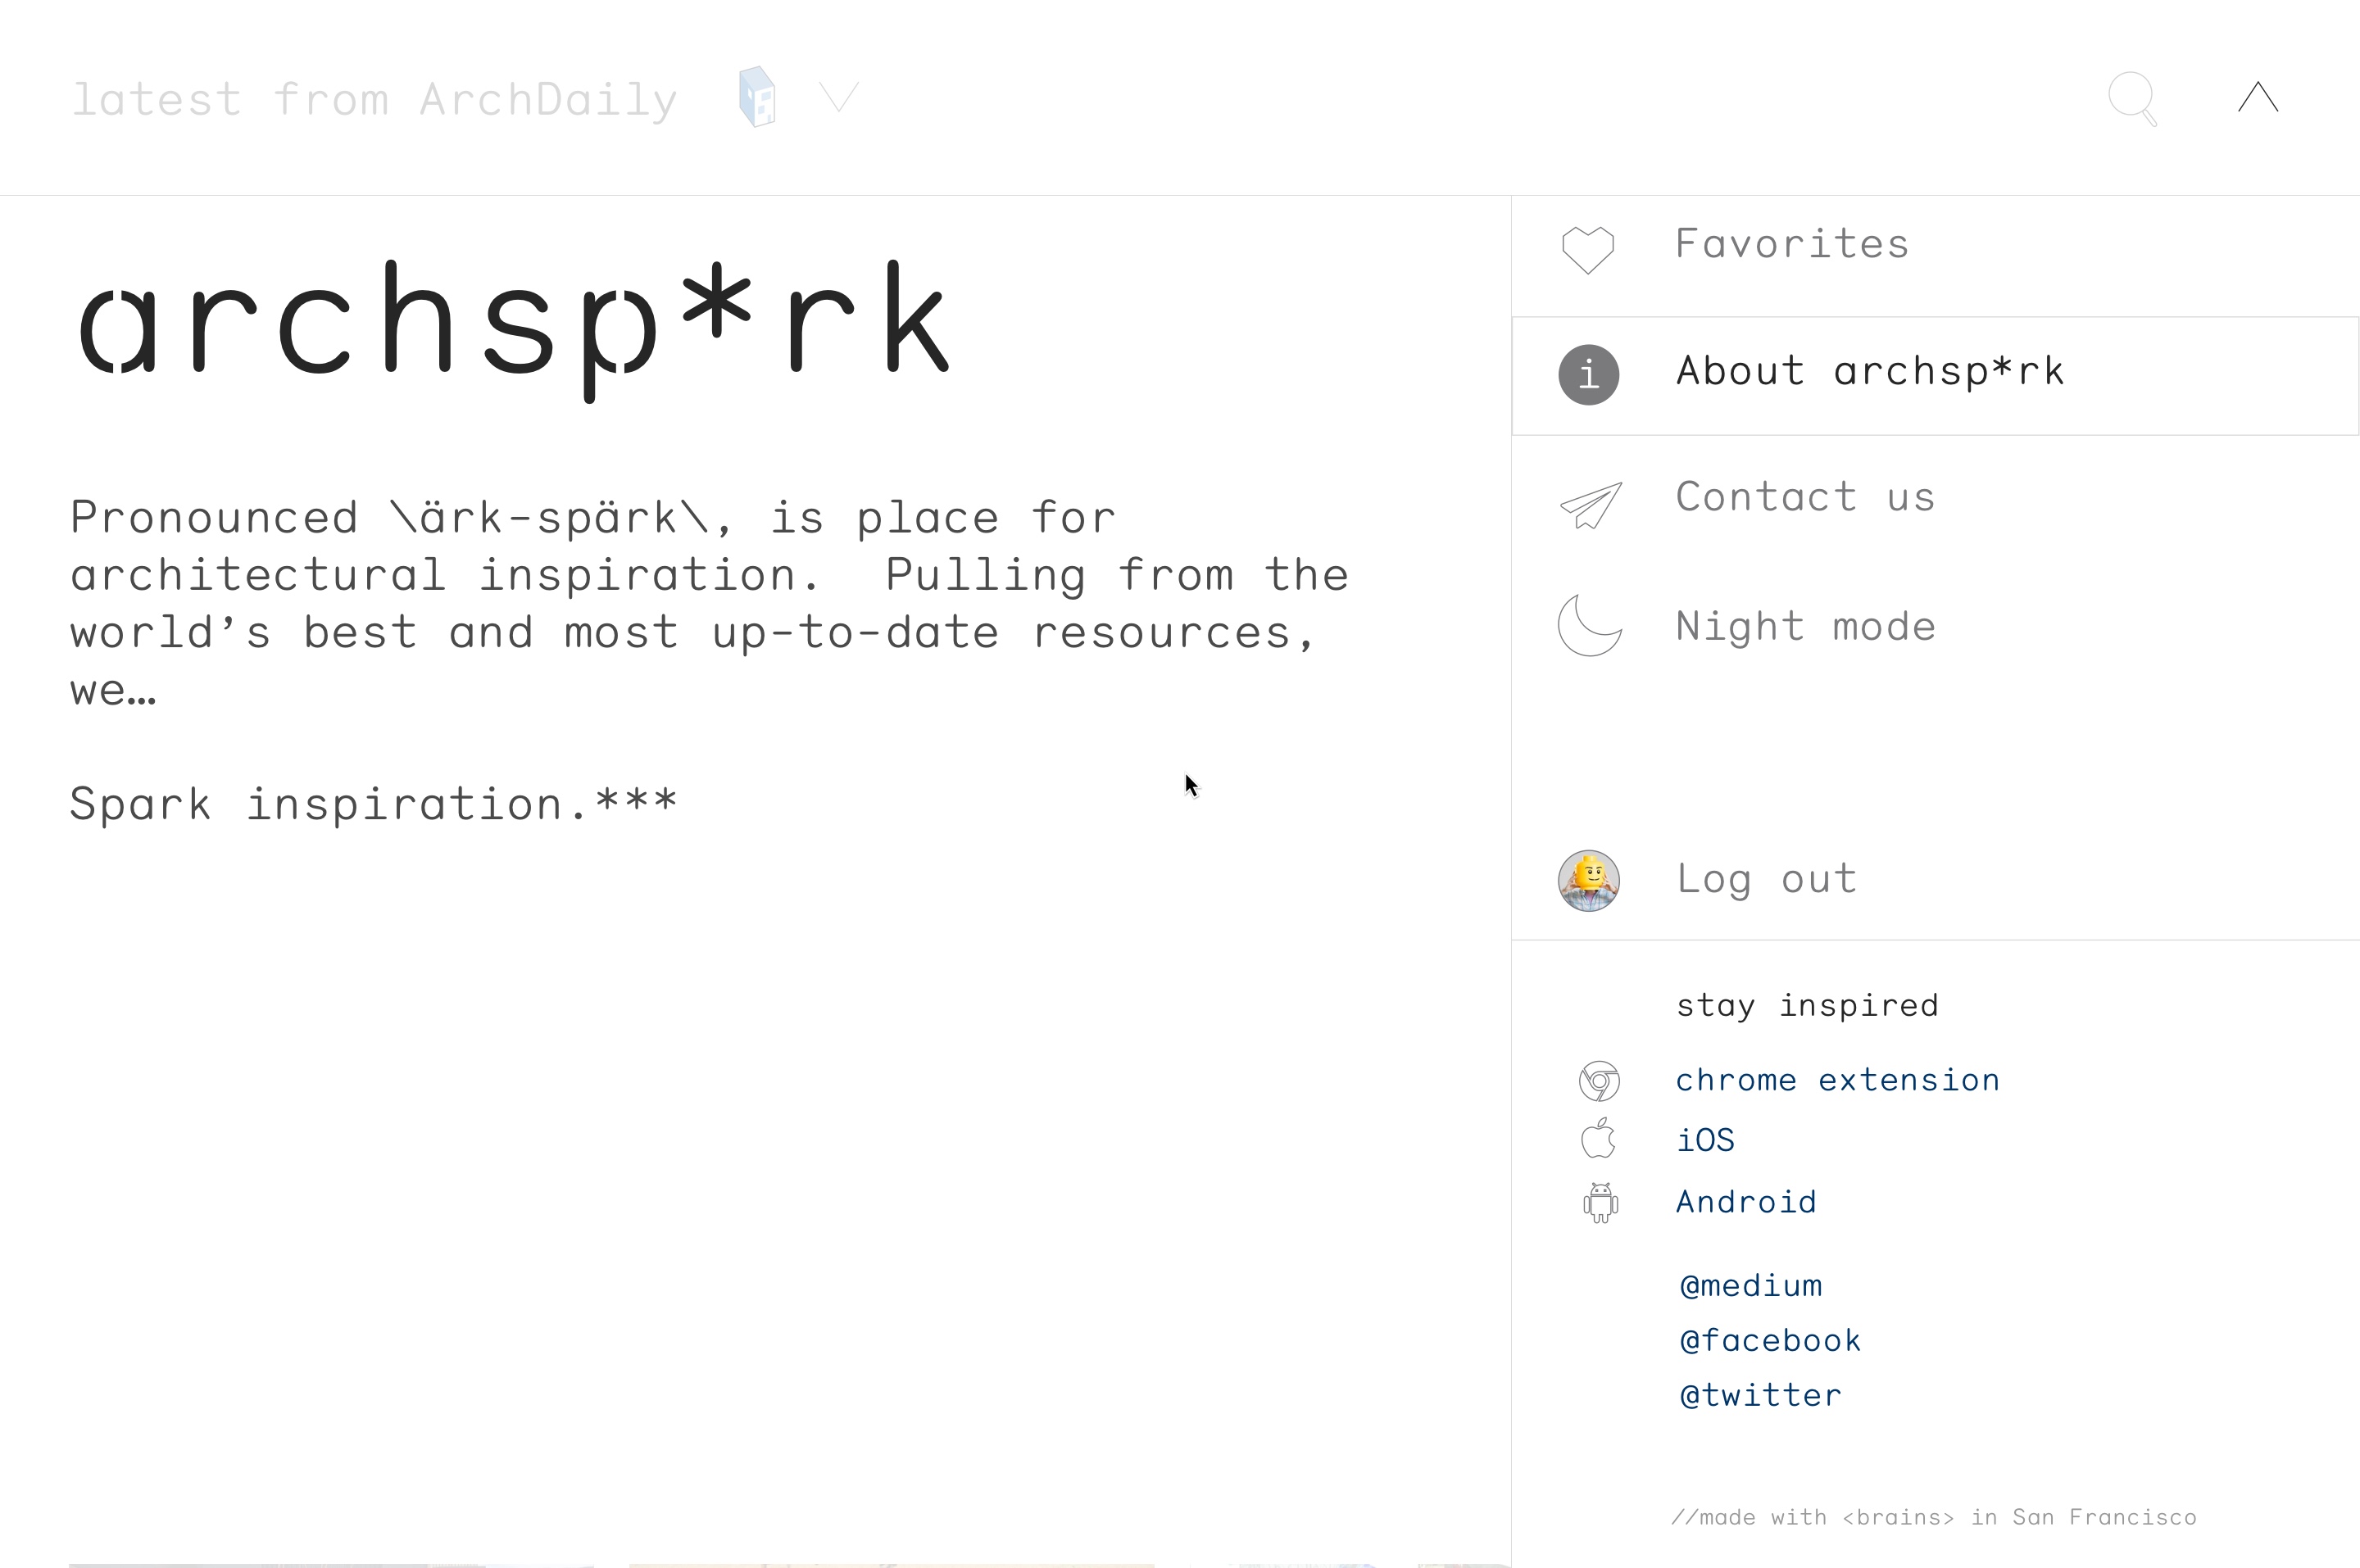 latest from ArchDaily
archsp*rk
Pronounced \ärk-spärk\, is place for
architectural inspiration.  Pulling from the
world’s best and most up-to-date resources,
we…
Spark inspiration.***
Favorites
i
About archsp*rk
Contact us
Night mode
Log out
stay inspired
chrome extension
iOS
Android
@medium
@facebook
@twitter
//made with <brains> in San Francisco